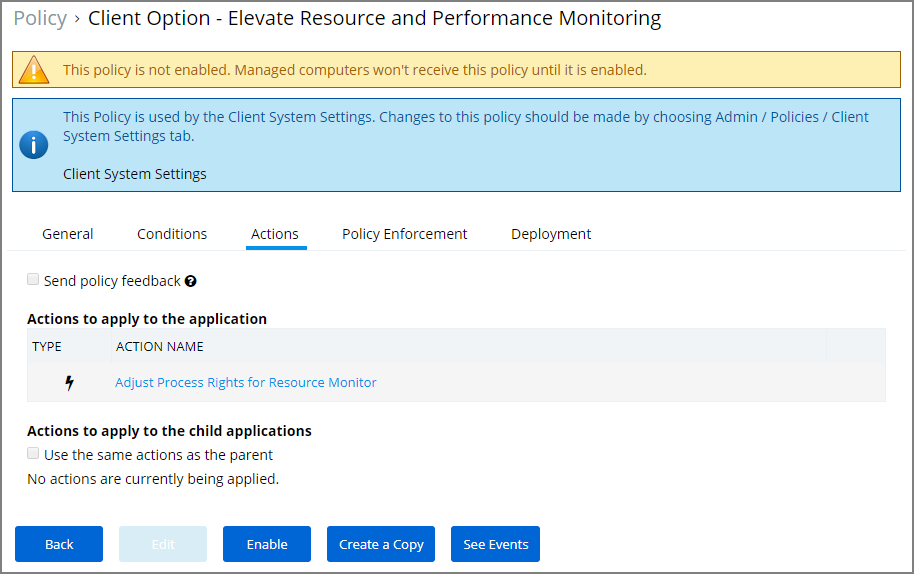 Policy › Client Option - Elevate Resource and Performance Monitoring
This policy is not enabled. Managed computers won't receive this policy until it is enabled.
This Policy is used by the Client System Settings. Changes to this policy should be made by choosing Admin / Policies / Client
System Settings tab.
Client System Settings
General Conditions Actions Policy Enforcement Deployment
Send policy feedback
Actions to apply to the application
TYPE ACTION NAME
Adjust Process Rights for Resource Monitor
Actions to apply to the child applications
Use the same actions as the parent
No actions are currently being applied.
Back Edit Enable Create a Copy See Events